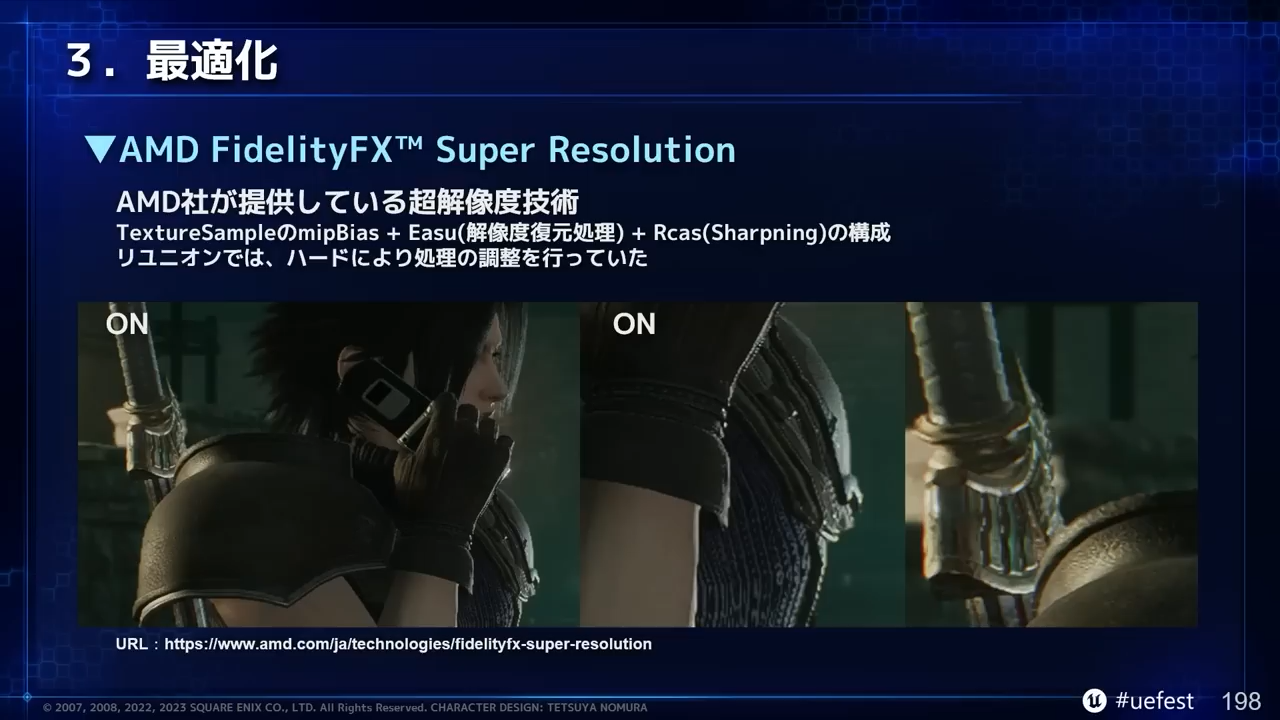 3．最適化
▼AMD FidelityFX™ Super Resolution
AMD社が提供している超解像度技術
TextureSampleのmipBias + Easu(解像度復元処理) + Rcas(Sharpning)の構成
リユニオンでは、ハードにより処理の調整を行っていた
ON
ON
URL：https://www.amd.com/ja/technologies/fidelityfx-super-resolution
© 2007, 2008, 2022, 2023 SQUARE ENIX CO., LTD. All Rights Reserved. CHARACTER DESIGN: TETSUYA NOMURA
#uefest 198